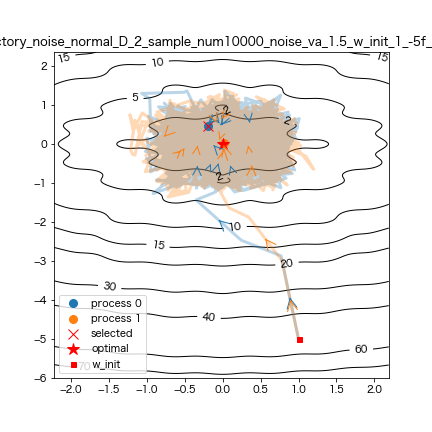 ctory_noise_normal_D_2_sample_num10000_noise_va_1.5_w_init_1_-5f_
15 10 15
2
5
2 2
1
0
2
−1
10
−2
15
−3 20
30
−4
40
−5
60
process 0
process 1
selected
optimal
w_init
70
−6
−2.0 −1.5 −1.0 −0.5 0.0 0.5 1.0 1.5 2.0